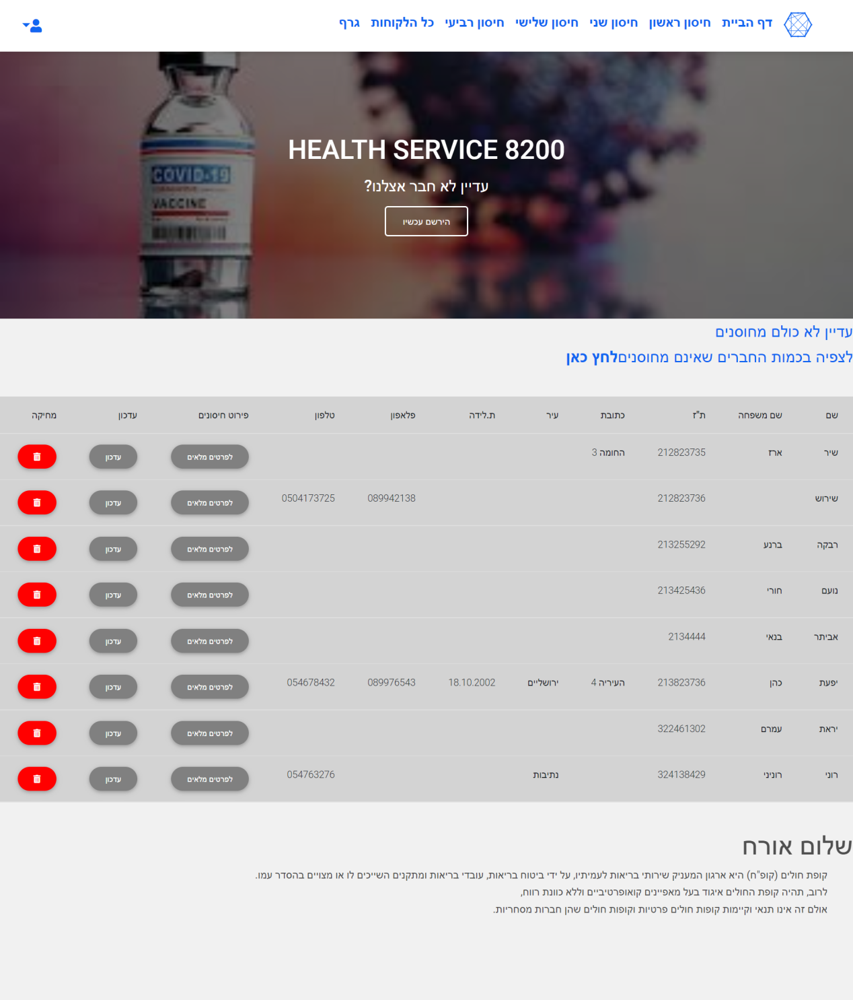 דף הביית חיסון ראשון חיסון שני חיסון שלישי חיסון רביעי כל הלקוחות גרף
COVID-19
VACCINE
HEALTH SERVICE 8200
עדיין לא חבר אצלנו?
הירשם עכשיו
עדיין לא כולם מחוסנים
לצפיה בכמות החברים שאינם מחוסניםלחץ כאן
שם שם משפחה ת"ז כתובת עיר ת.לידה פלאפון טלפון פירוט חיסונים עדכון מחיקה
שיר ארז 212823735 החומה 3 לפרטים מלאים עדכון
שירוש 212823736 089942138 0504173725 לפרטים מלאים עדכון
רבקה ברנע 213255292 לפרטים מלאים עדכון
נועם חורי 213425436 לפרטים מלאים עדכון
אביתר בנאי 2134444 לפרטים מלאים עדכון
יפעת כהן 213823736 העיריה 4 ירושליים 18.10.2002 089976543 054678432 לפרטים מלאים עדכון
יראת עמרם 322461302 לפרטים מלאים עדכון
רוני רוניני 324138429 נתיבות 054763276 לפרטים מלאים עדכון
שלום אורח
קופת חולים (קופ"ח) היא ארגון המעניק שירותי בריאות לעמיתיו, על ידי ביטוח בריאות, עובדי בריאות ומתקנים השייכים לו או מצויים בהסדר עמו.
לרוב, תהיה קופת החולים איגוד בעל מאפיינים קואופרטיביים וללא כוונת רווח,
אולם זה אינו תנאי וקיימות קופות חולים פרטיות וקופות חולים שהן חברות מסחריות.